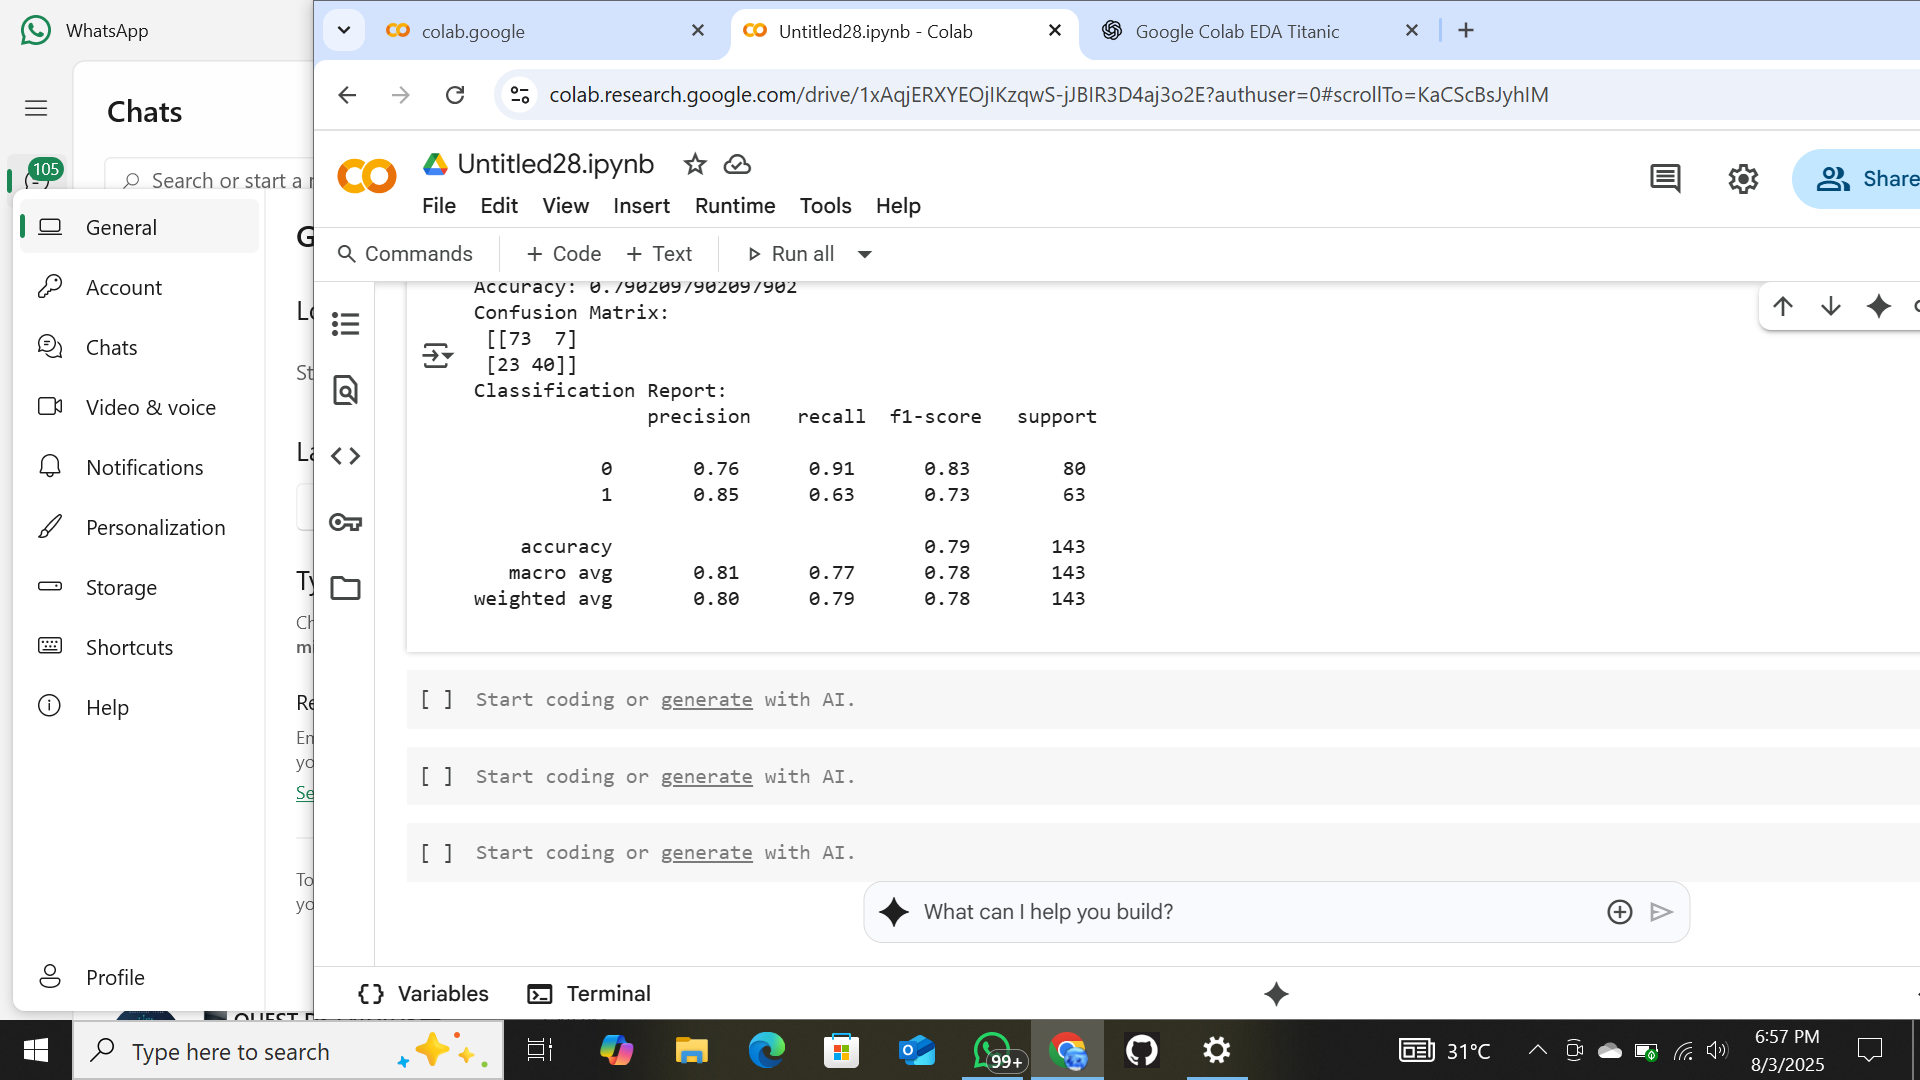 WhatsApp
Chats
105
Search or start a
General
Account
Chats
Video & voice
Notifications
Personalization
Storage
Shortcuts
Help
Profile
G
St
Ch
Re
Em
yo
Se
To
yo
colab.google
Untitled28.ipynb - Colab
Google Colab EDA Titanic
colab.research.google.com/drive/1xAqjERXYEOjIKzqwS-jJBIR3D4aj3o2E?authuser=0#scrollTo=KaCScBsJyhIM
Untitled28.ipynb
Share
File Edit View Insert Runtime Tools Help
Commands + Code + Text Run all
Accuracy: 0.7902097902097902
Confusion Matrix:
[[73 7]
[23 40]]
Classification Report:
precision recall f1-score support
0 0.76 0.91 0.83 80
1 0.85 0.63 0.73 63
accuracy 0.79 143
macro avg 0.81 0.77 0.78 143
weighted avg 0.80 0.79 0.78 143
[ ] Start coding or generate with AI.
[ ] Start coding or generate with AI.
[ ] Start coding or generate with AI.
What can I help you build?
{} Variables Terminal
Type here to search
99+
31°C
6:57 PM
8/3/2025